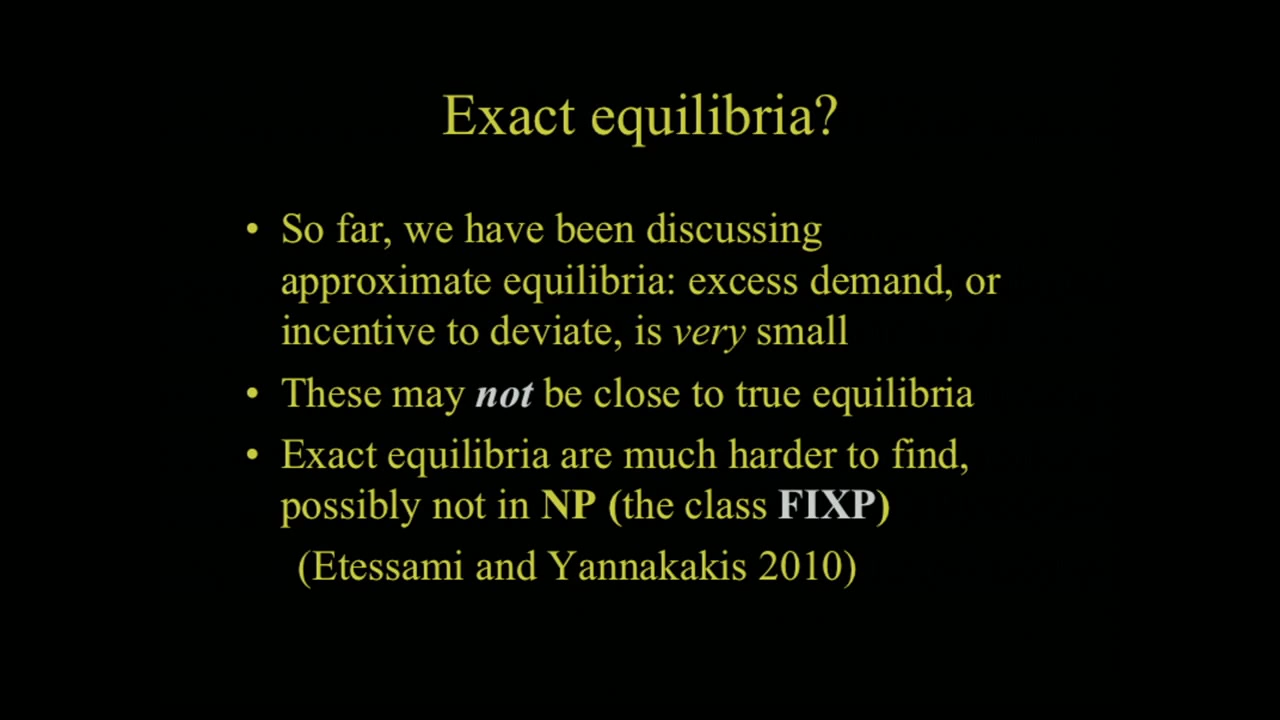 Exact equilibria?
• So far, we have been discussing
approximate equilibria: excess demand, or
incentive to deviate, is very small
• These may not be close to true equilibria
• Exact equilibria are much harder to find,
possibly not in NP (the class FIXP)
(Etessami and Yannakakis 2010)